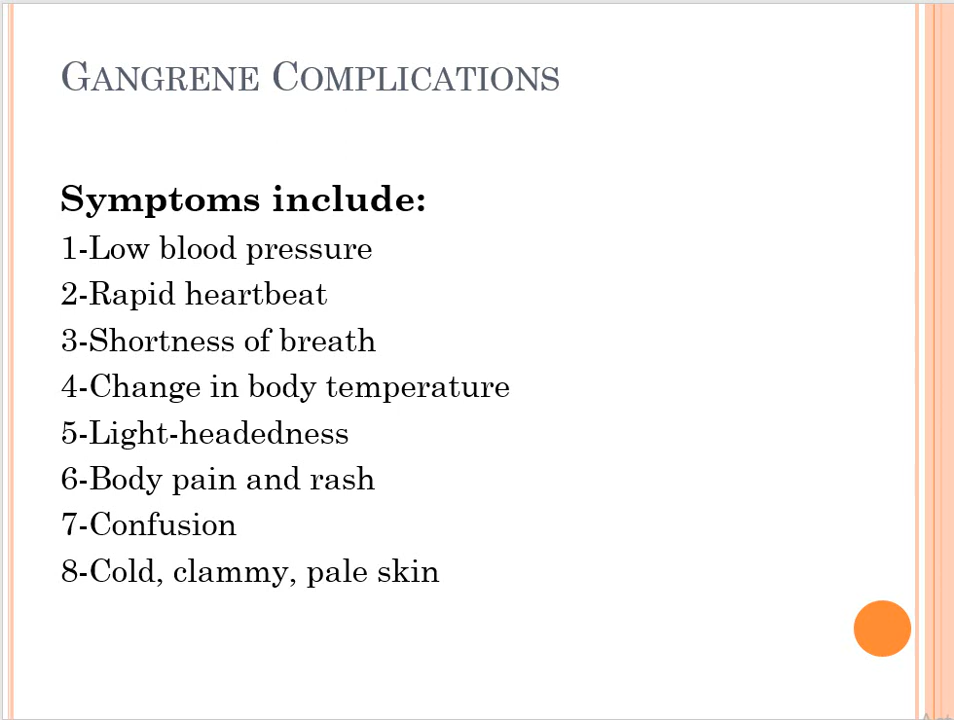 GANGRENE COMPLICATIONS
Symptoms include:
1-Low blood pressure
2-Rapid heartbeat
3-Shortness of breath
4-Change in body temperature
5-Light-headedness
6-Body pain and rash
7-Confusion
8-Cold, clammy, pale skin